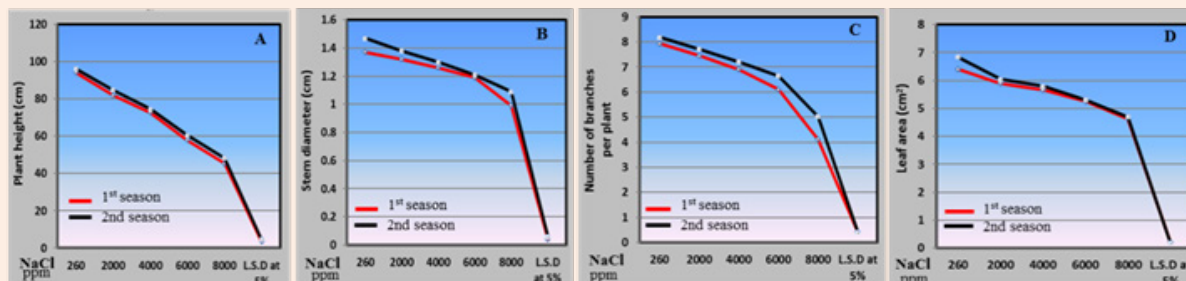 A
Plant height (cm)
120
100
80
60
40
20
0
1st season
2nd season
NaCl
ppm
260 2000 4000 6000 8000 L.S.D at
5%
B
Stem diameter (cm)
1.6
1.4
1.2
1
0.8
0.6
0.4
0.2
0
1st season
2nd season
NaCl
ppm
260 2000 4000 6000 8000 L.S.D
at 5%
C
Number of branches
per plant
9
8
7
6
5
4
3
2
1
0
1st season
2nd season
NaCl
ppm
260 2000 4000 6000 8000 L.S.D at
5%
D
Leaf area (cm²)
8
7
6
5
4
3
2
1
0
1st season
2nd season
NaCl
ppm
260 2000 4000 6000 8000 L.S.D at
5%